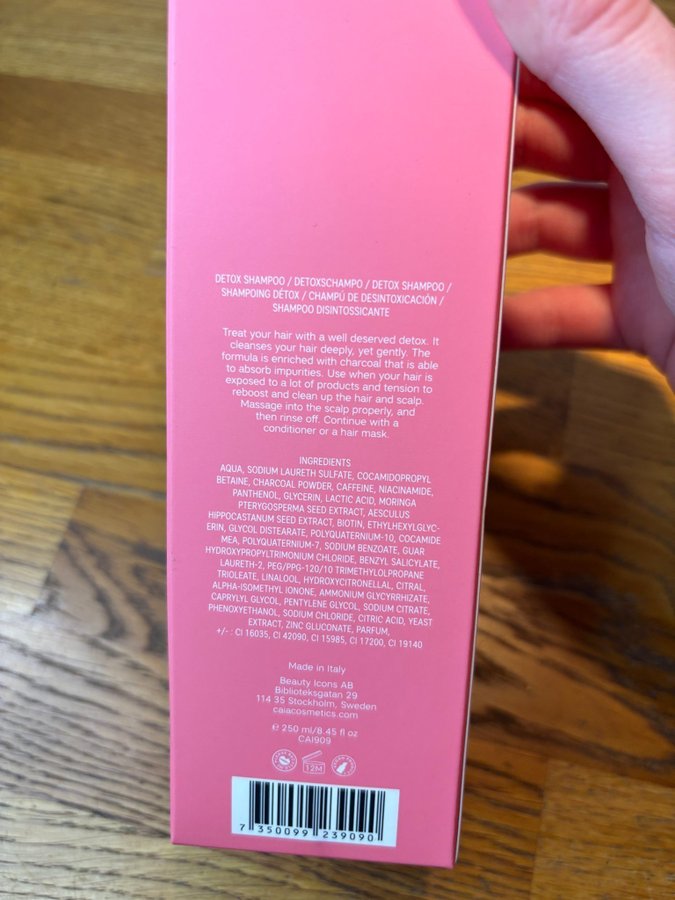 DETOX SHAMPOO / DETOXSCHAMPO / DETOX SHAMPOO /
SHAMPOING DÉTOX / CHAMPÚ DE DESINTOXICACIÓN /
SHAMPOO DISINTOSSICANTE
Treat your hair with a well deserved detox. It
cleanses your hair deeply, yet gently. The
formula is enriched with charcoal that is able
to absorb impurities. Use when your hair is
exposed to a lot of products and tension to
reboost and clean up the hair and scalp.
Massage into the scalp properly, and
then rinse off. Continue with a
conditioner or a hair mask.
INGREDIENTS
AQUA, SODIUM LAURETH SULFATE, COCAMIDOPROPYL
BETAINE, CHARCOAL POWDER, CAFFEINE, NIACINAMIDE,
PANTHENOL, GLYCERIN, LACTIC ACID, MORINGA
PTERYGOSPERMA SEED EXTRACT, AESCULUS
HIPPOCASTANUM SEED EXTRACT, BIOTIN, ETHYLHEXYLGLYC-
ERIN, GLYCOL DISTEARATE, POLYQUATERNIUM-10, COCAMIDE
MEA, POLYQUATERNIUM-7, SODIUM BENZOATE, GUAR
HYDROXYPROPYLTRIMONIUM CHLORIDE, BENZYL SALICYLATE,
LAURETH-2, PEG/PPG-120/10 TRIMETHYLOLPROPANE
TRIOLEATE, LINALOOL, HYDROXYCITRONELLAL, CITRAL,
ALPHA-ISOMETHYL IONONE, AMMONIUM GLYCYRRHIZATE,
CAPRYLYL GLYCOL, PENTYLENE GLYCOL, SODIUM CITRATE,
PHENOXYETHANOL, SODIUM CHLORIDE, CITRIC ACID, YEAST
EXTRACT, ZINC GLUCONATE, PARFUM,
+/- : CI 16035, CI 42090, CI 15985, CI 17200, CI 19140
Made in Italy
Beauty Icons AB
Biblioteksgatan 29
114 35 Stockholm, Sweden
caiacosmetics.com
℮ 250 ml/8.45 fl oz
CAI909
12M
7 350099 239090